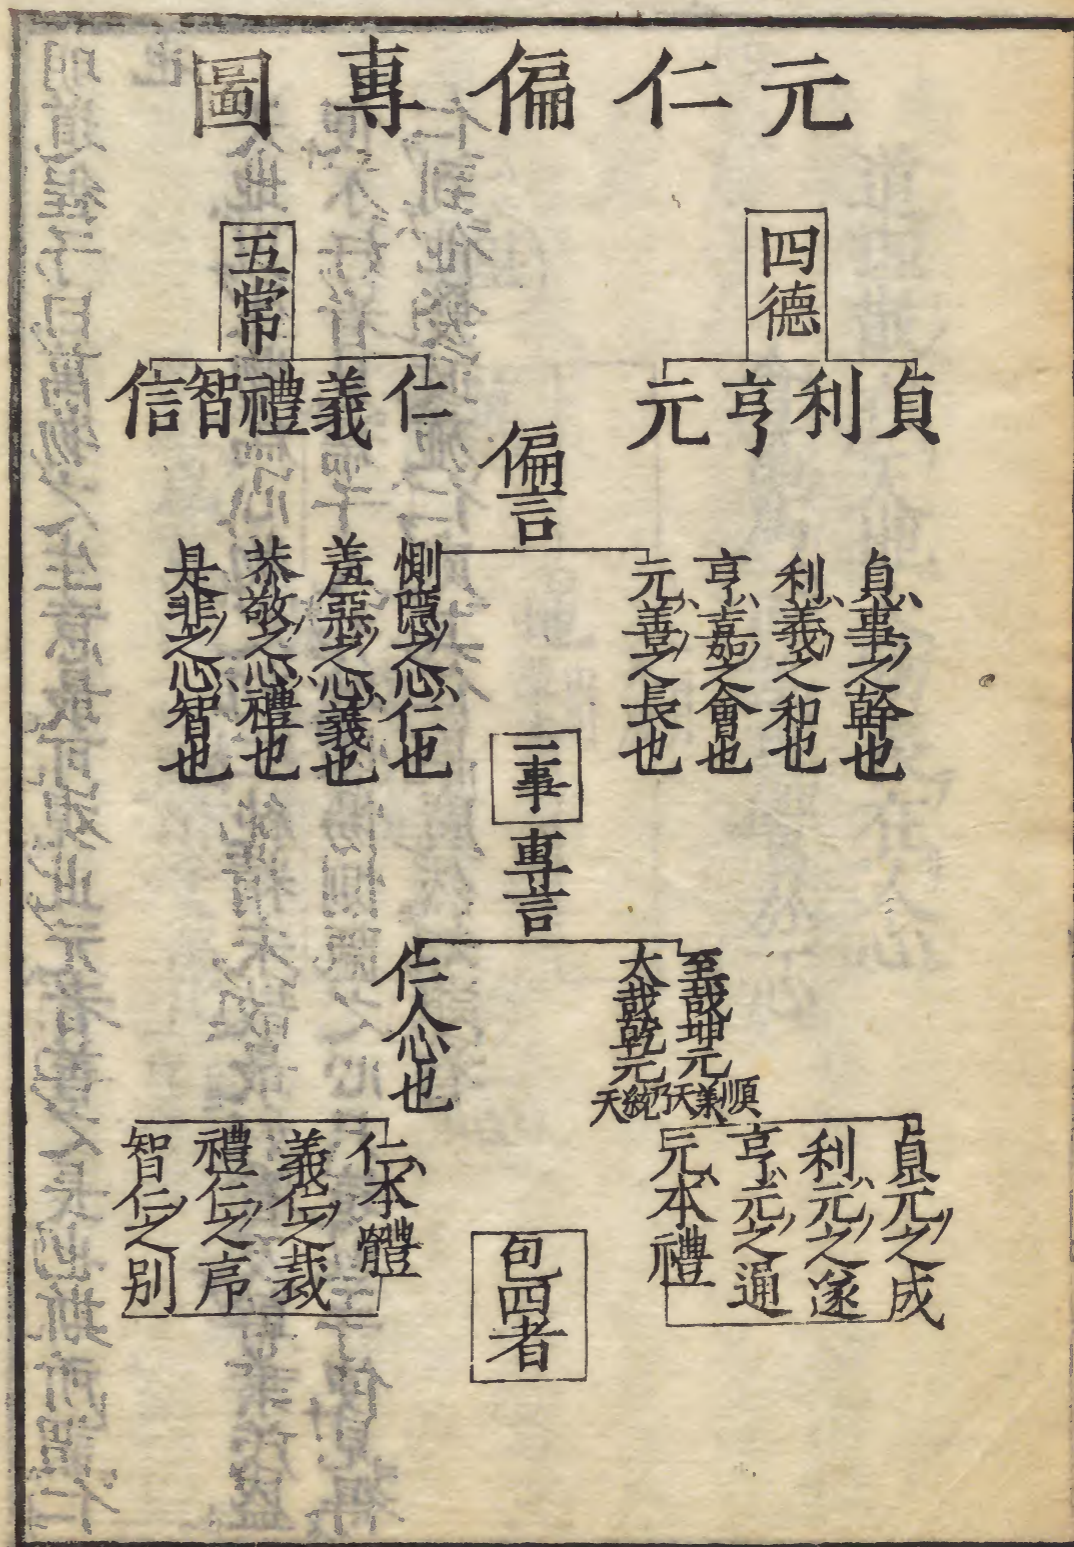 元仁偏專圖
四德
貞
利
亨
元
五常
仁
義
禮
智
信
偏言
貞事之幹也
利義之和也
亨嘉之會也
元善之長也
惻隱之心仁也
羞惡之心義也
恭敬之心禮也
是非之心智也
一事
專言
至哉坤元
順承天
大哉乾元
乃統天
仁人心也
貞元之成
利元之遂
亨元之通
元本禮
仁本體
義仁之裁
禮仁之序
智仁之別
包四者